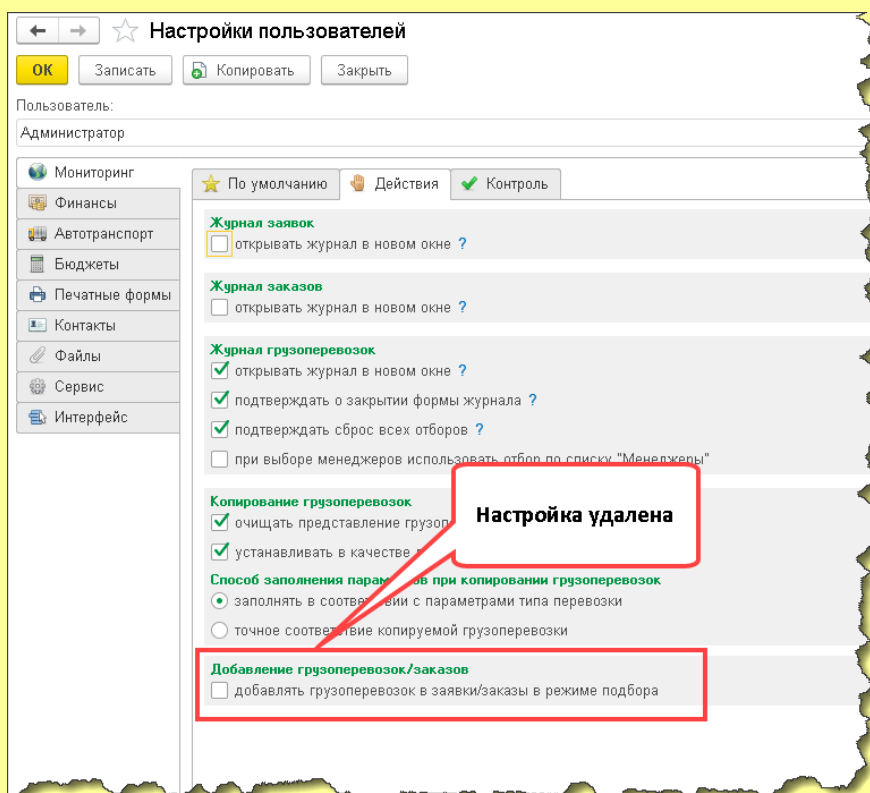 Настройки пользователей
ОК Записать Копировать Закрыть
Пользователь:
Администратор
Мониторинг
Финансы
Автотранспорт
Бюджеты
Печатные формы
Контакты
Файлы
Сервис
Интерфейс
По умолчанию Действия Контроль
Журнал заявок
открывать журнал в новом окне ?
Журнал заказов
открывать журнал в новом окне ?
Журнал грузоперевозок
открывать журнал в новом окне ?
подтверждать о закрытии формы журнала ?
подтверждать сброс всех отборов ?
при выборе менеджеров использовать отбор по списку "Менеджеры"
Копирование грузоперевозок
очищать представление
устанавливать в качестве
Настройка удалена
Способ заполнения параметров при копировании грузоперевозок
заполнять в соответствии с параметрами типа перевозки
точное соответствие копируемой грузоперевозки
Добавление грузоперевозок/заказов
добавлять грузоперевозок в заявки/заказы в режиме подбора